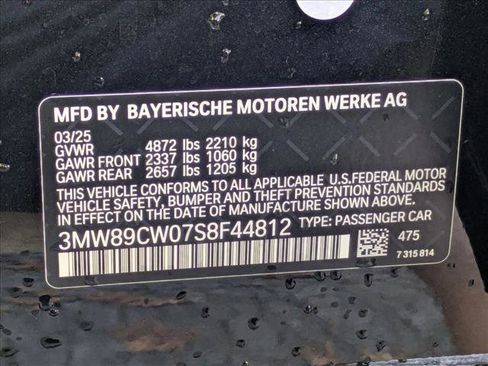 MFD BY BAYERISCHE MOTOREN WERKE AG
03/25
GVWR 4872 lbs 2210 kg
GAWR FRONT 2337 lbs 1060 kg
GAWR REAR 2657 lbs 1205 kg
THIS VEHICLE CONFORMS TO ALL APPLICABLE U.S.FEDERAL MOTOR
VEHICLE SAFETY, BUMPER AND THEFT PREVENTION STANDARDS
IN EFFECT ON THE DATE OF MANUFACTURE SHOWN ABOVE.
3MW89CW07S8F44812 TYPE: PASSENGER CAR
475
7 315 814